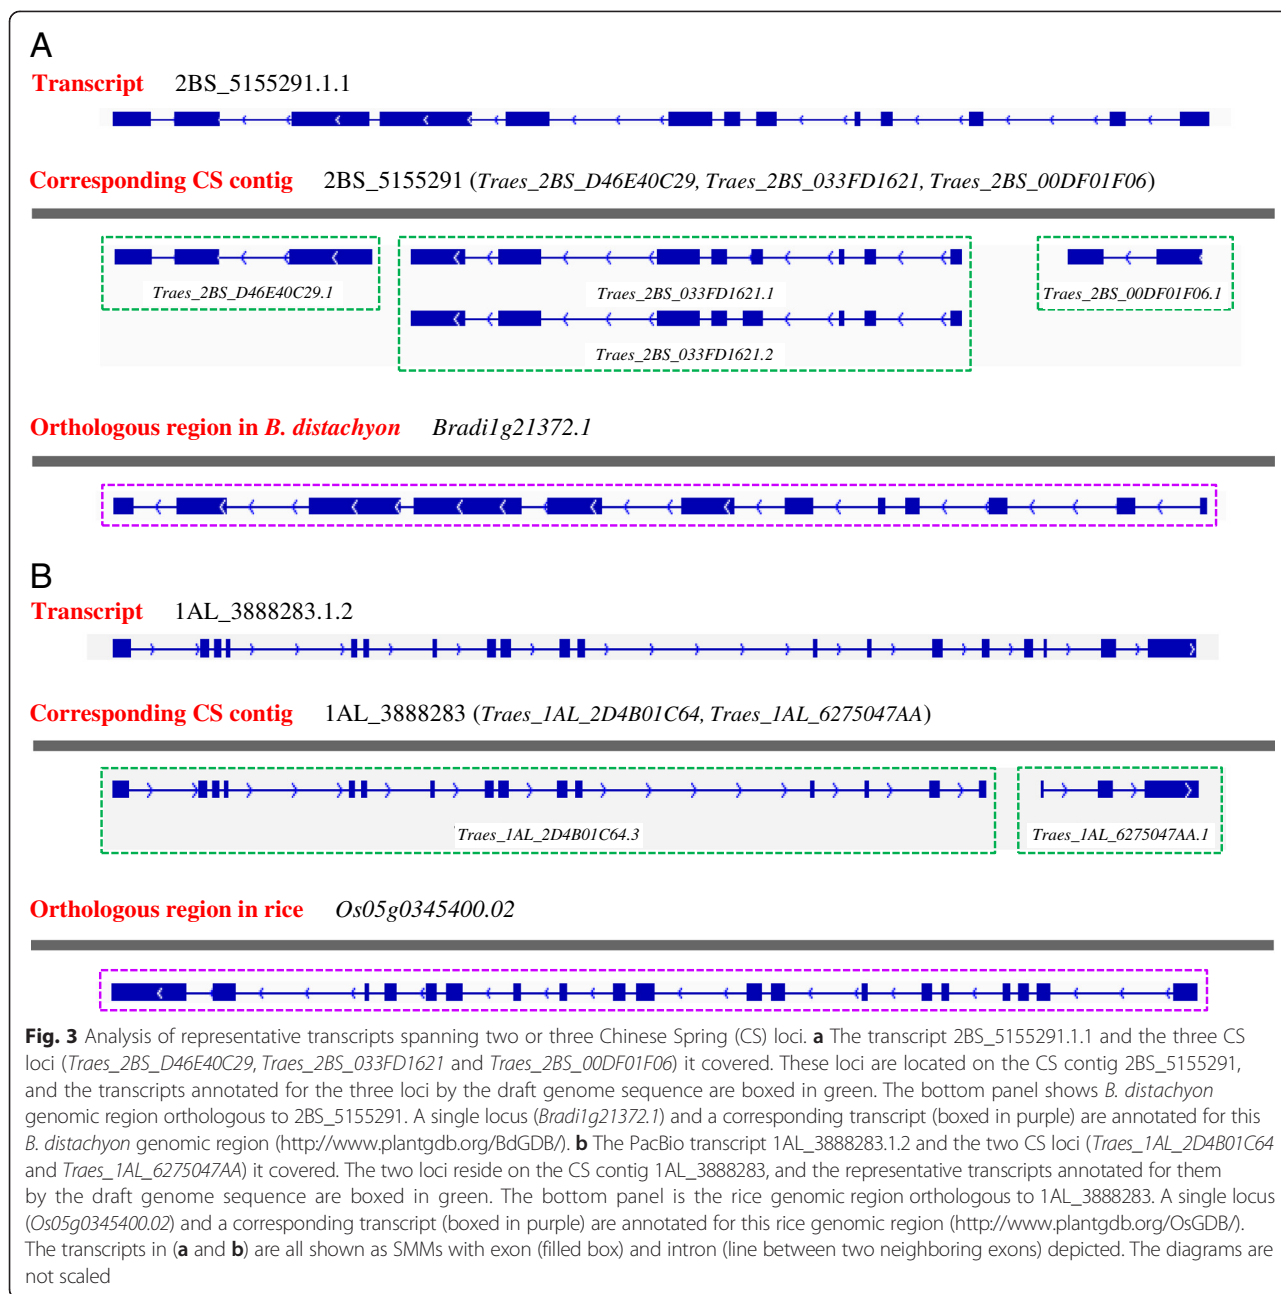 A
Transcript 2BS_5155291.1.1
Corresponding CS contig 2BS_5155291 (Traes_2BS_D46E40C29, Traes_2BS_033FD1621, Traes_2BS_00DF01F06)
Traes_2BS_D46E40C29.1
Traes_2BS_033FD1621.1
Traes_2BS_00DF01F06.1
Traes_2BS_033FD1621.2
Orthologous region in B. distachyon Bradi1g21372.1
B
Transcript 1AL_3888283.1.2
Corresponding CS contig 1AL_3888283 (Traes_1AL_2D4B01C64, Traes_1AL_6275047AA)
Traes_1AL_2D4B01C64.3
Traes_1AL_6275047AA.1
Orthologous region in rice Os05g0345400.02
Fig. 3 Analysis of representative transcripts spanning two or three Chinese Spring (CS) loci. a The transcript 2BS_5155291.1.1 and the three CS
loci (Traes_2BS_D46E40C29, Traes_2BS_033FD1621 and Traes_2BS_00DF01F06) it covered. These loci are located on the CS contig 2BS_5155291,
and the transcripts annotated for the three loci by the draft genome sequence are boxed in green. The bottom panel shows B. distachyon
genomic region orthologous to 2BS_5155291. A single locus (Bradi1g21372.1) and a corresponding transcript (boxed in purple) are annotated for this
B. distachyon genomic region (http://www.plantgdb.org/BdGDB/). b The PacBio transcript 1AL_3888283.1.2 and the two CS loci (Traes_1AL_2D4B01C64
and Traes_1AL_6275047AA) it covered. The two loci reside on the CS contig 1AL_3888283, and the representative transcripts annotated for them
by the draft genome sequence are boxed in green. The bottom panel is the rice genomic region orthologous to 1AL_3888283. A single locus
(Os05g0345400.02) and a corresponding transcript (boxed in purple) are annotated for this rice genomic region (http://www.plantgdb.org/OsGDB/).
The transcripts in (a and b) are all shown as SMMs with exon (filled box) and intron (line between two neighboring exons) depicted. The diagrams are
not scaled